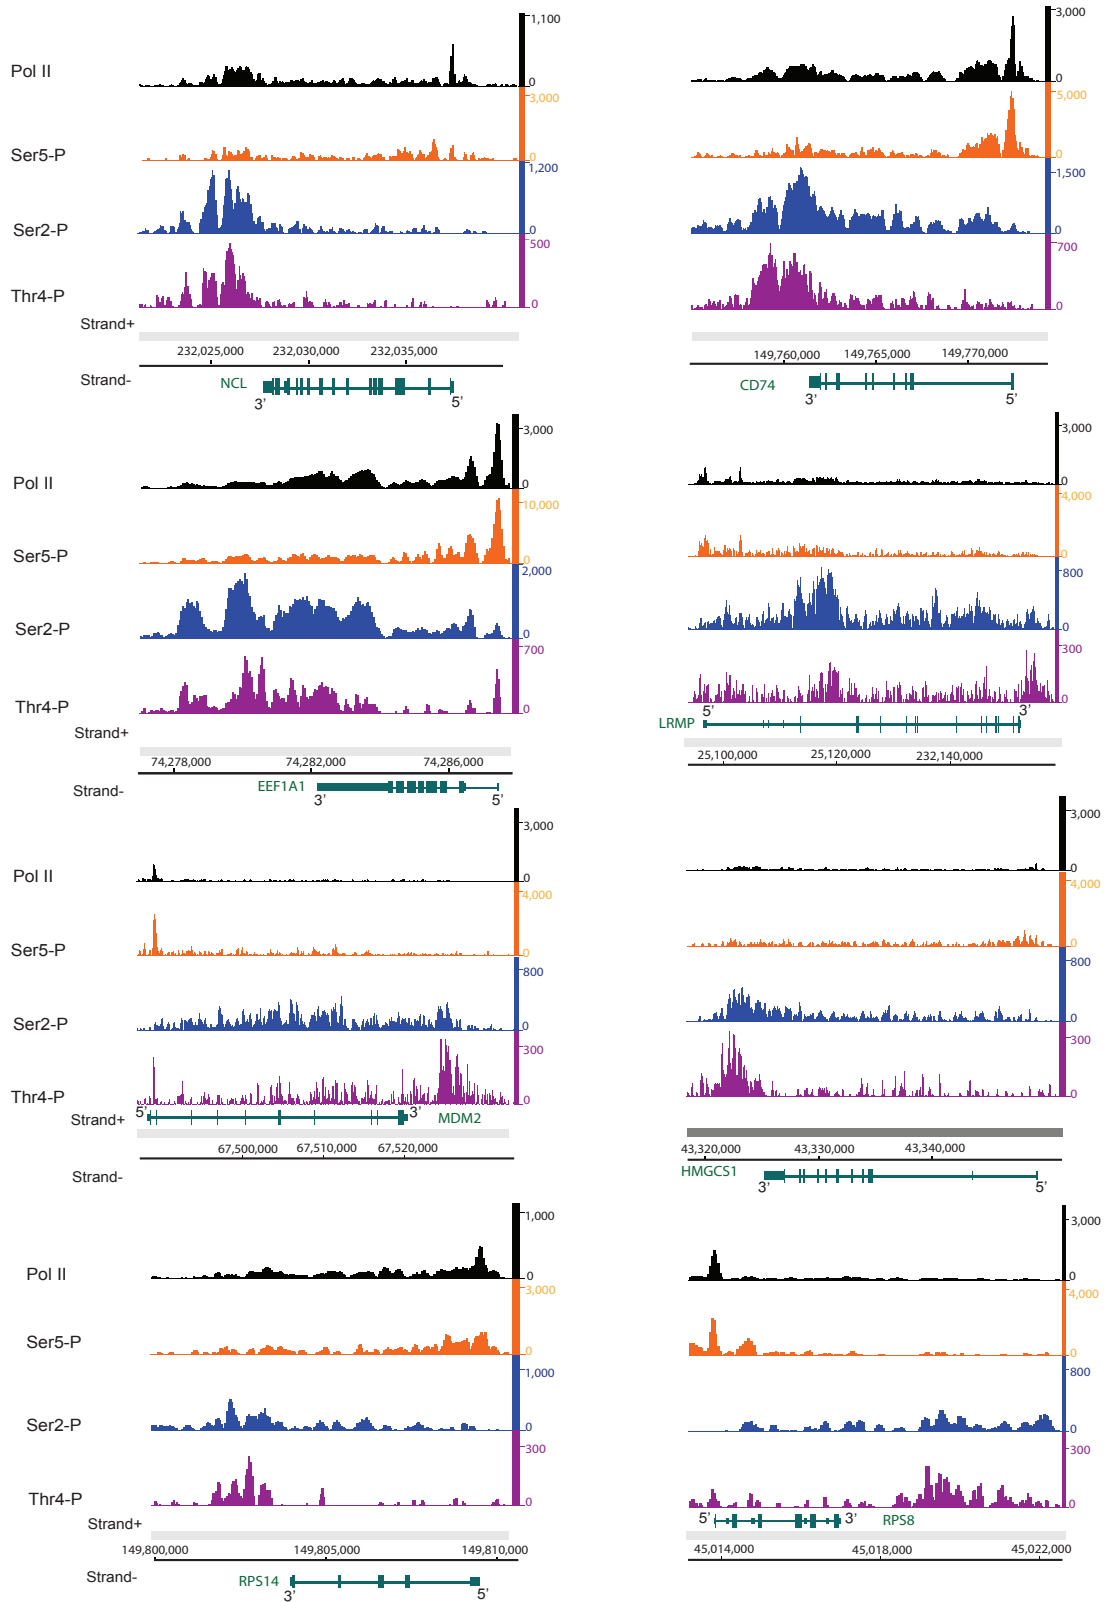 1,100
Pol II
0
3,000
Ser5-P
0
1,200
Ser2-P
0
500
Thr4-P
0
Strand+
232,025,000 232,030,000 232,035,000
Strand-
NCL
3' 5'
3,000
0
5,000
0
1,500
0
700
0
149,760,000 149,765,000 149,770,000
CD74
3' 5'
3,000
Pol II
0
10,000
Ser5-P
0
2,000
Ser2-P
0
700
Thr4-P
0
Strand+
74,278,000 74,282,000 74,286,000
Strand-
EEF1A1
3' 5'
3,000
0
4,000
0
800
0
300
0
5' 3'
LRMP
25,100,000 25,120,000 232,140,000
3,000
Pol II
0
4,000
Ser5-P
0
800
Ser2-P
0
300
Thr4-P
0
5' 3'
Strand+
MDM2
67,500,000 67,510,000 67,520,000
Strand-
3,000
0
4,000
0
800
0
300
0
43,320,000 43,330,000 43,340,000
HMGCS1
3' 5'
1,000
Pol II
0
3,000
Ser5-P
0
1,000
Ser2-P
0
300
Thr4-P
0
Strand+
149,800,000 149,805,000 149,810,000
Strand-
RPS14
3' 5'
3,000
0
4,000
0
800
0
300
0
5' 3' RPS8
45,014,000 45,018,000 45,022,000